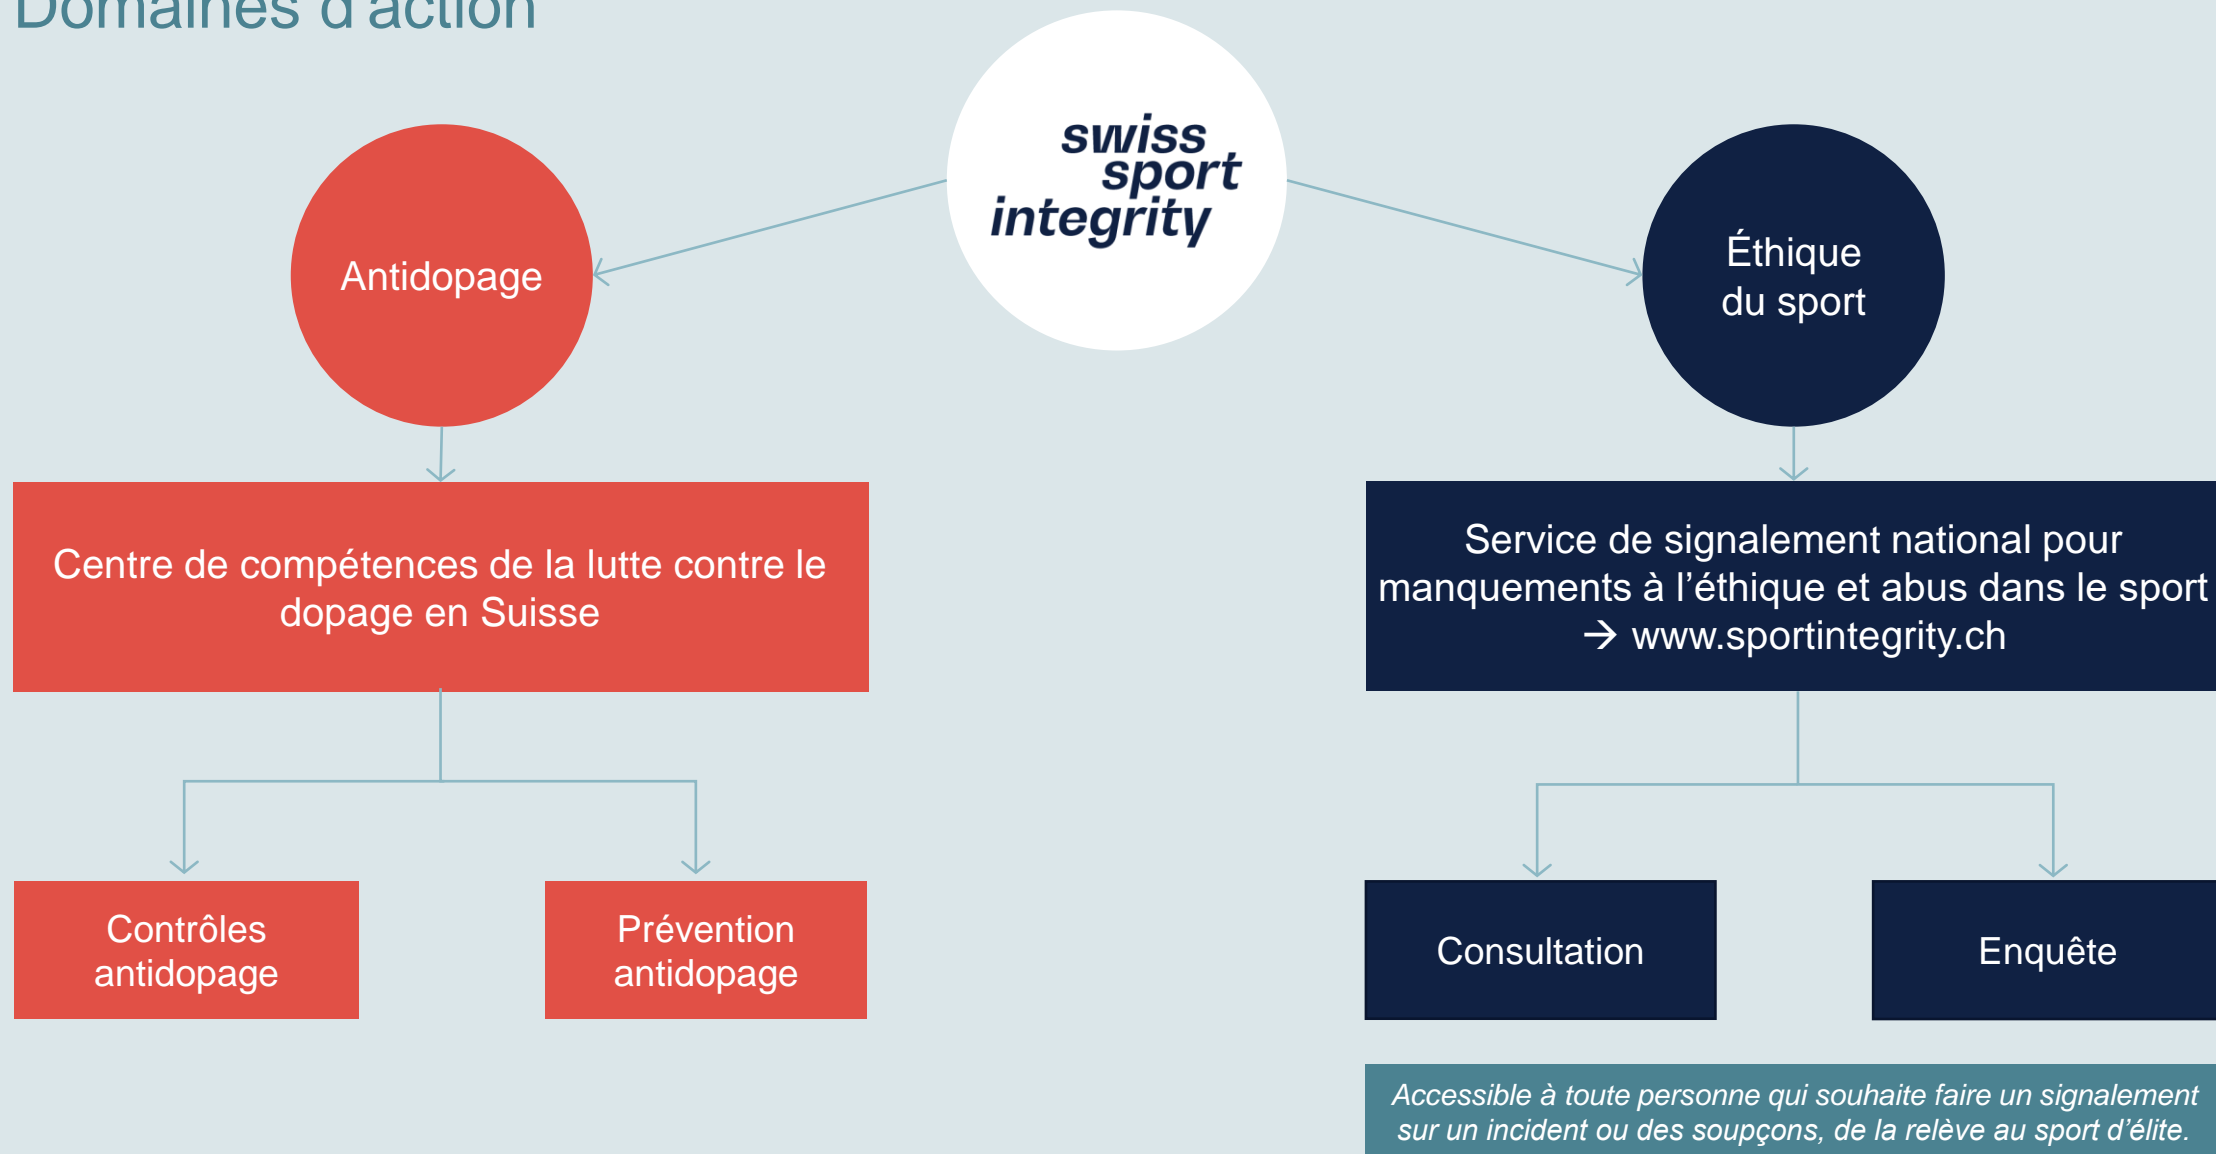 Domaines d'action
swiss
sport
integrity
Antidopage
Éthique
du sport
Centre de compétences de la lutte contre le
dopage en Suisse
Service de signalement national pour
manquements à l’éthique et abus dans le sport
→ www.sportintegrity.ch
Contrôles
antidopage
Prévention
antidopage
Consultation
Enquête
Accessible à toute personne qui souhaite faire un signalement
sur un incident ou des soupçons, de la relève au sport d’élite.